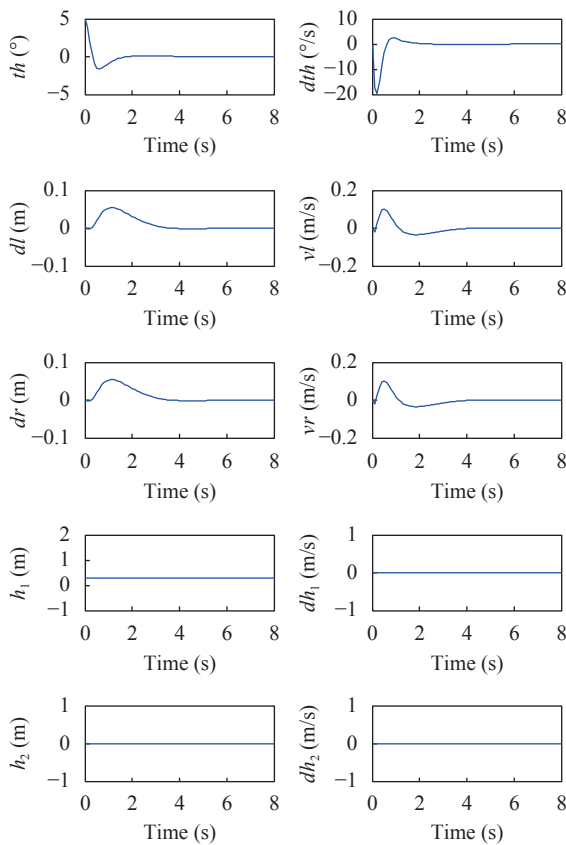 th (°)
5
0
−5
0 2 4 6 8
Time (s)
dth (°/s)
10
0
−10
−20
0 2 4 6 8
Time (s)
dl (m)
0.1
0
−0.1
0 2 4 6 8
Time (s)
vl (m/s)
0.2
0
−0.2
0 2 4 6 8
Time (s)
dr (m)
0.1
0
−0.1
0 2 4 6 8
Time (s)
vr (m/s)
0.2
0
−0.2
0 2 4 6 8
Time (s)
h₁ (m)
2
1
0
−1
0 2 4 6 8
Time (s)
dh₁ (m/s)
1
0
−1
0 2 4 6 8
Time (s)
h₂ (m)
1
0
−1
0 2 4 6 8
Time (s)
dh₂ (m/s)
1
0
−1
0 2 4 6 8
Time (s)